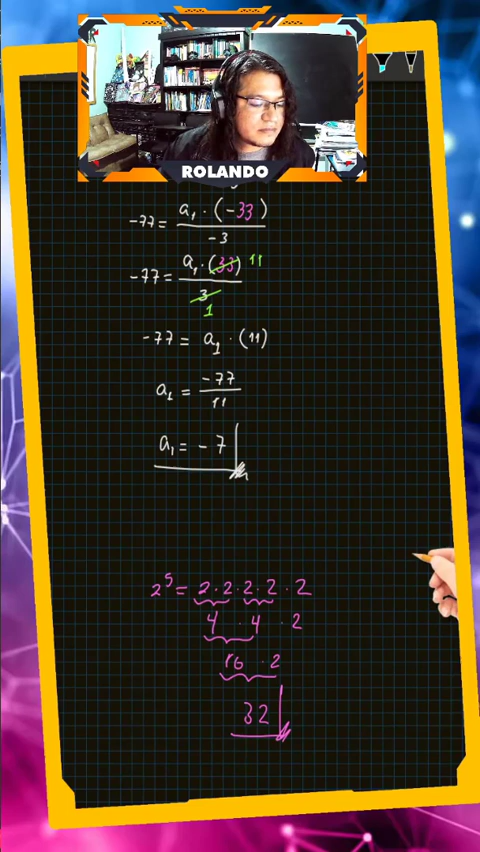 ROLANDO
-77 = a₁ · (-33) / -3
-77 = a₁ · (33) 11 / 3 1
-77 = a₁ · (11)
a₁ = -77 / 11
a₁ = -7
2⁵ = 2 · 2 · 2 · 2 · 2
4 · 4 · 2
16 · 2
32